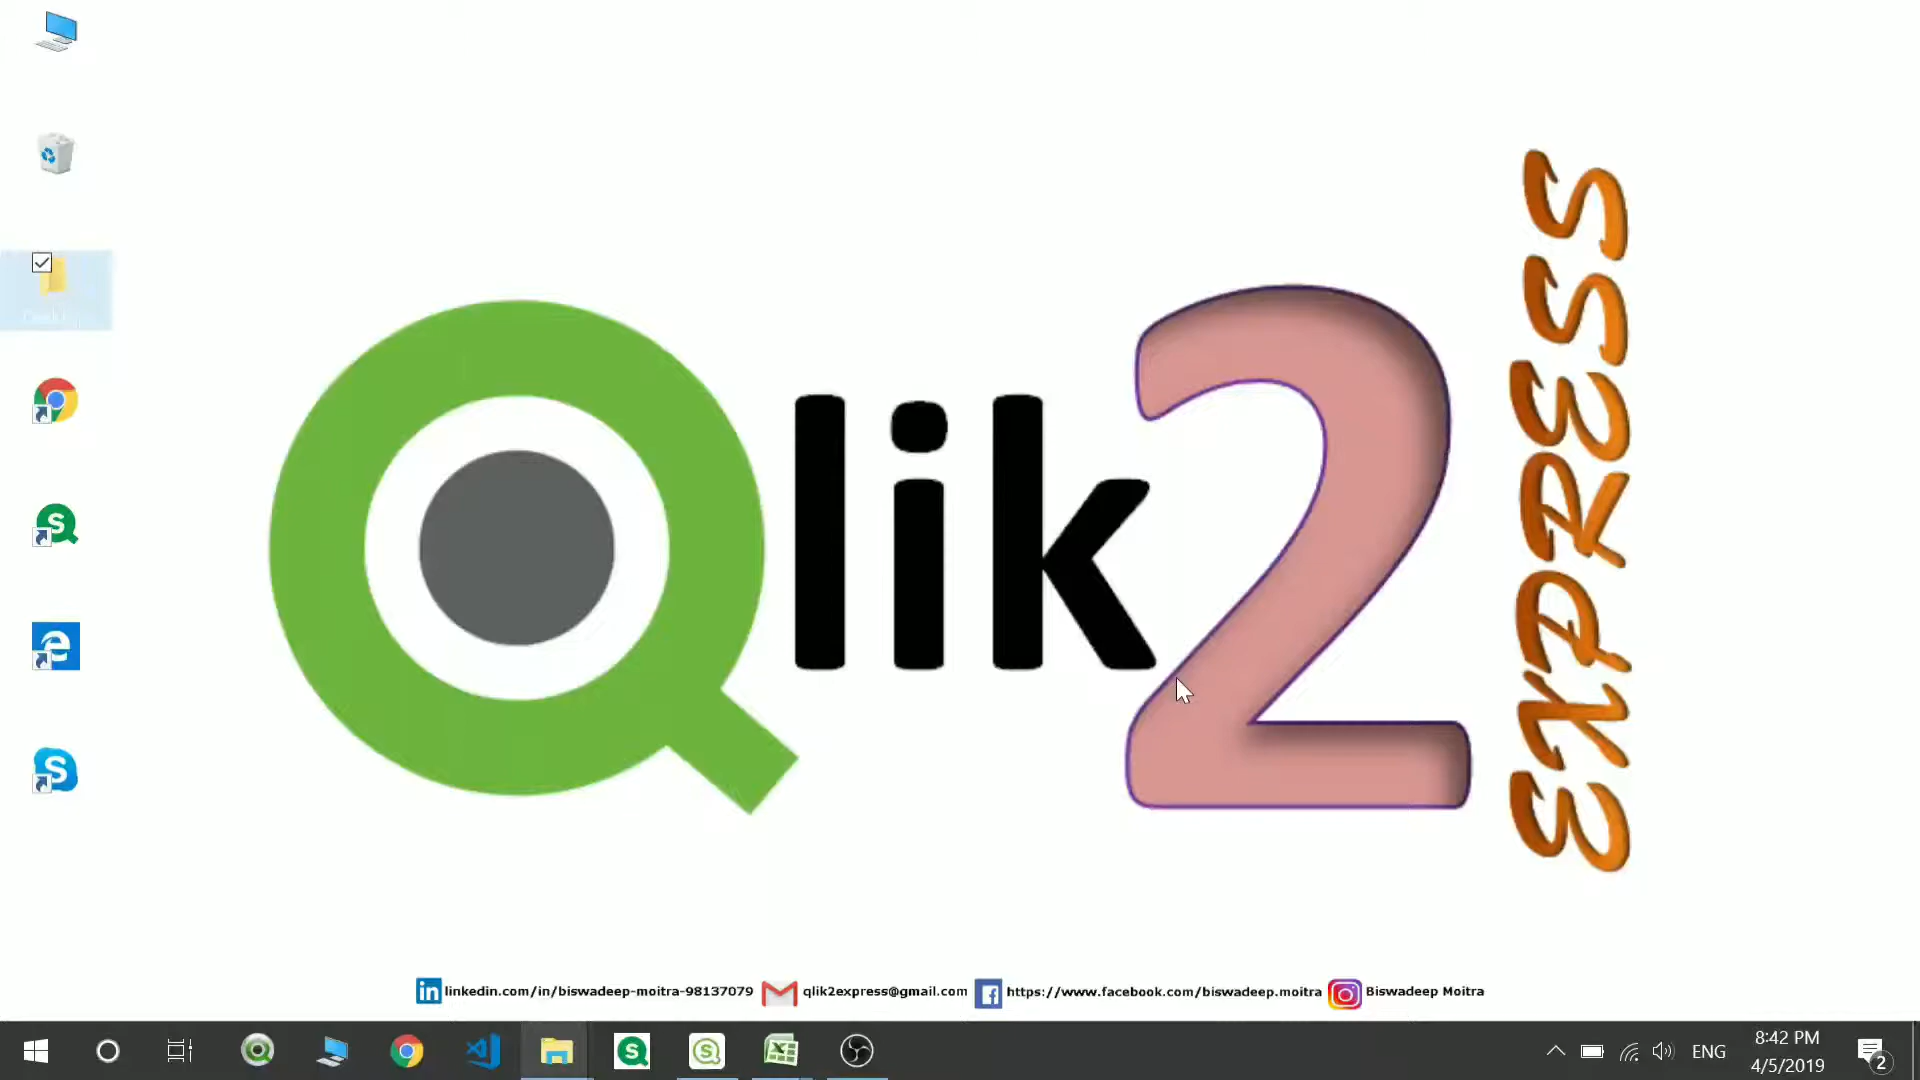 Qlik2
EXPRESS
linkedin.com/in/biswadeep-moitra-98137079 qlik2express@gmail.com https://www.facebook.com/biswadeep.moitra Biswadeep Moitra
ENG
8:42 PM
4/5/2019
2